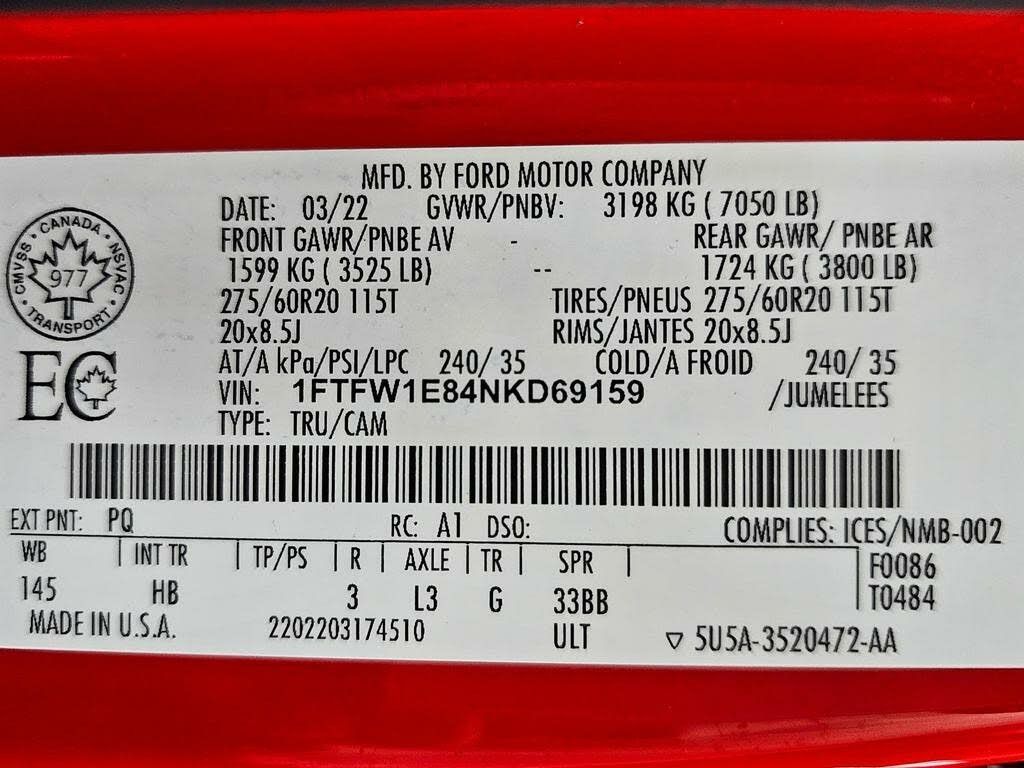 MFD. BY FORD MOTOR COMPANY
DATE: 03/22 GVWR/PNBV: 3198 KG ( 7050 LB)
FRONT GAWR/PNBE AV - REAR GAWR/ PNBE AR
1599 KG ( 3525 LB) -- 1724 KG ( 3800 LB)
275/60R20 115T TIRES/PNEUS 275/60R20 115T
20x8.5J RIMS/JANTES 20x8.5J
AT/A kPa/PSI/LPC 240/ 35 COLD/A FROID 240/ 35
VIN: 1FTFW1E84NKD69159 /JUMELEES
TYPE: TRU/CAM
CANADA · NSVAC · TRANSPORT · CMVSS ·
977
EC
EXT PNT: PQ RC: A1 DSO: COMPLIES: ICES/NMB-002
WB | INT TR | TP/PS | R | AXLE | TR | SPR | F0086
145 HB 3 L3 G 33BB T0484
MADE IN U.S.A. 2202203174510 ULT ▽ 5U5A-3520472-AA